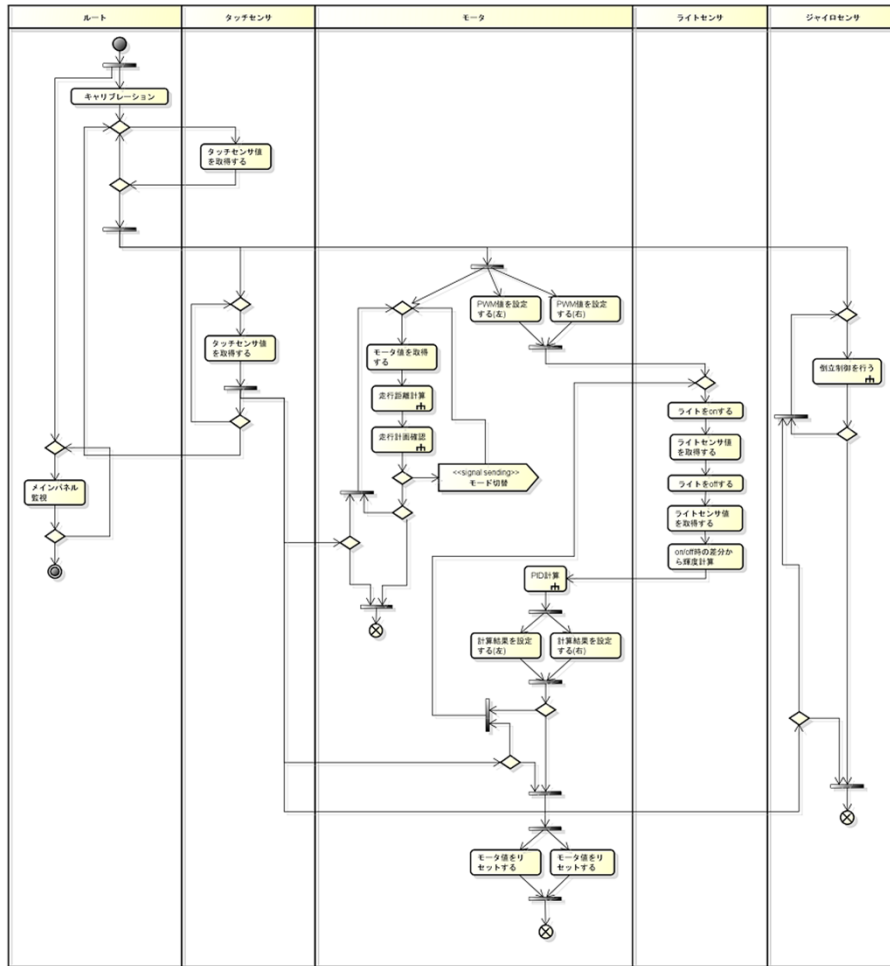 ルート
タッチセンサ
モータ
ライトセンサ
ジャイロセンサ
キャリブレーション
タッチセンサ値
を取得する
PWM値を設定
する(左)
PWM値を設定
する(右)
タッチセンサ値
を取得する
モータ値を取得
する
倒立制御を行う
走行距離計算
ライトをonする
走行計画確認
ライトセンサ値
を取得する
<<signal sending>>
モード切替
ライトをoffする
メインパネル
監視
ライトセンサ値
を取得する
on/off時の差分か
ら輝度計算
PID計算
計算結果を設定
する(左)
計算結果を設定
する(右)
モータ値をリ
セットする
モータ値をリ
セットする